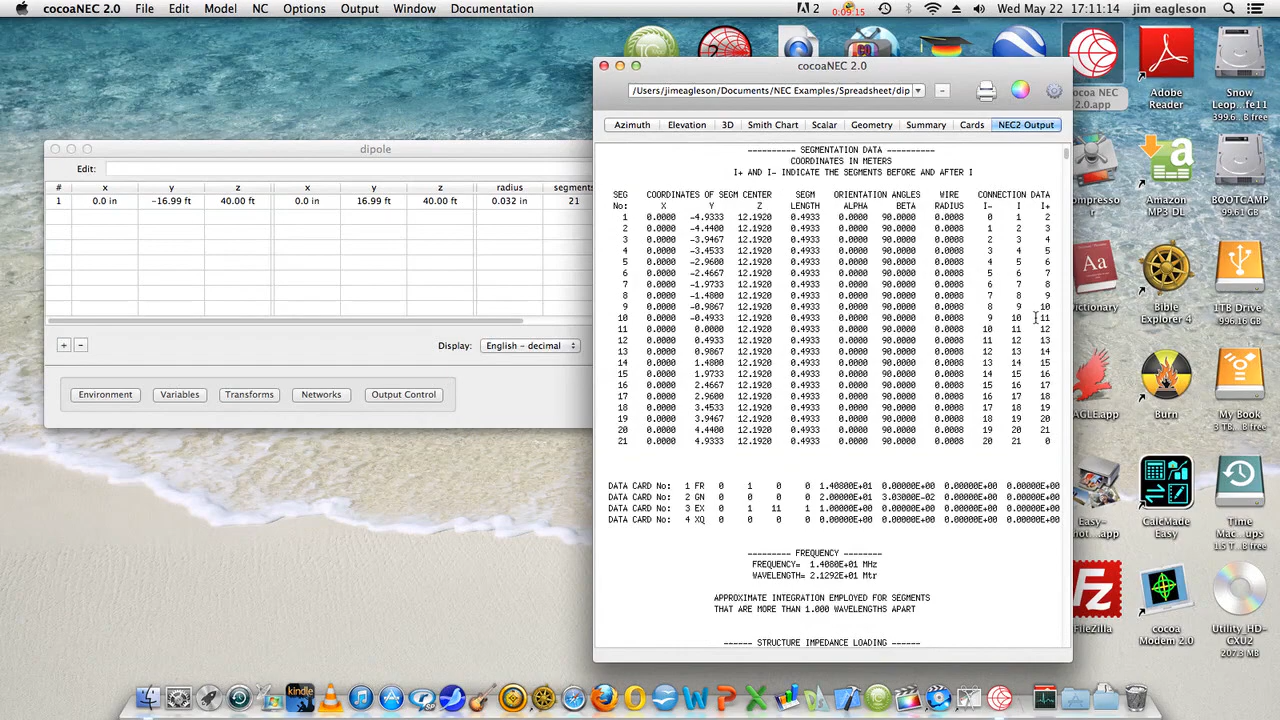 cocoaNEC 2.0 File Edit Model NC Options Output Window Documentation 2 0:09:15 Wed May 22 17:11:14 jim eagleson
cocoaNEC 2.0
/Users/jimeagleson/Documents/NEC Examples/Spreadsheet/dip
Azimuth Elevation 3D Smith Chart Scalar Geometry Summary Cards NEC2 Output
---------- SEGMENTATION DATA ----------
COORDINATES IN METERS
I+ AND I- INDICATE THE SEGMENTS BEFORE AND AFTER I
SEG COORDINATES OF SEGM CENTER SEGM ORIENTATION ANGLES WIRE CONNECTION DATA
No: X Y Z LENGTH ALPHA BETA RADIUS I- I I+
1 0.0000 -4.9333 12.1920 0.4933 0.0000 90.0000 0.0008 0 1 2
2 0.0000 -4.4400 12.1920 0.4933 0.0000 90.0000 0.0008 1 2 3
3 0.0000 -3.9467 12.1920 0.4933 0.0000 90.0000 0.0008 2 3 4
4 0.0000 -3.4533 12.1920 0.4933 0.0000 90.0000 0.0008 3 4 5
5 0.0000 -2.9600 12.1920 0.4933 0.0000 90.0000 0.0008 4 5 6
6 0.0000 -2.4667 12.1920 0.4933 0.0000 90.0000 0.0008 5 6 7
7 0.0000 -1.9733 12.1920 0.4933 0.0000 90.0000 0.0008 6 7 8
8 0.0000 -1.4800 12.1920 0.4933 0.0000 90.0000 0.0008 7 8 9
9 0.0000 -0.9867 12.1920 0.4933 0.0000 90.0000 0.0008 8 9 10
10 0.0000 -0.4933 12.1920 0.4933 0.0000 90.0000 0.0008 9 10 11
11 0.0000 0.0000 12.1920 0.4933 0.0000 90.0000 0.0008 10 11 12
12 0.0000 0.4933 12.1920 0.4933 0.0000 90.0000 0.0008 11 12 13
13 0.0000 0.9867 12.1920 0.4933 0.0000 90.0000 0.0008 12 13 14
14 0.0000 1.4800 12.1920 0.4933 0.0000 90.0000 0.0008 13 14 15
15 0.0000 1.9733 12.1920 0.4933 0.0000 90.0000 0.0008 14 15 16
16 0.0000 2.4667 12.1920 0.4933 0.0000 90.0000 0.0008 15 16 17
17 0.0000 2.9600 12.1920 0.4933 0.0000 90.0000 0.0008 16 17 18
18 0.0000 3.4533 12.1920 0.4933 0.0000 90.0000 0.0008 17 18 19
19 0.0000 3.9467 12.1920 0.4933 0.0000 90.0000 0.0008 18 19 20
20 0.0000 4.4400 12.1920 0.4933 0.0000 90.0000 0.0008 19 20 21
21 0.0000 4.9333 12.1920 0.4933 0.0000 90.0000 0.0008 20 21 0
DATA CARD No: 1 FR 0 1 0 0 1.40800E+01 0.00000E+00 0.00000E+00 0.00000E+00
DATA CARD No: 2 GN 0 0 0 0 2.00000E+01 3.03000E-02 0.00000E+00 0.00000E+00
DATA CARD No: 3 EX 0 1 11 1 1.00000E+00 0.00000E+00 0.00000E+00 0.00000E+00
DATA CARD No: 4 XQ 0 0 0 0 0.00000E+00 0.00000E+00 0.00000E+00 0.00000E+00
--------- FREQUENCY --------
FREQUENCY= 1.4080E+01 MHz
WAVELENGTH= 2.1292E+01 Mtr
APPROXIMATE INTEGRATION EMPLOYED FOR SEGMENTS
THAT ARE MORE THAN 1.000 WAVELENGTHS APART
------ STRUCTURE IMPEDANCE LOADING ------
dipole
Edit:
# x y z x y z radius segments
1 0.0 in -16.99 ft 40.00 ft 0.0 in 16.99 ft 40.00 ft 0.032 in 21
+ - Display: English - decimal
Environment Variables Transforms Networks Output Control
2.0.app
Adobe
Reader
Snow
Leop...fe11
399.6...B free
Amazon
MP3 DL
BOOTCAMP
99.61 GB
Bible
Explorer 4
1TB Drive
996.16 GB
Burn
My Book
CalcMade
Easy
Time
Mac...ups
FileZilla
cocoa
Modem 2.0
Utility_HD-
CXU2
207.3 MB
kindle